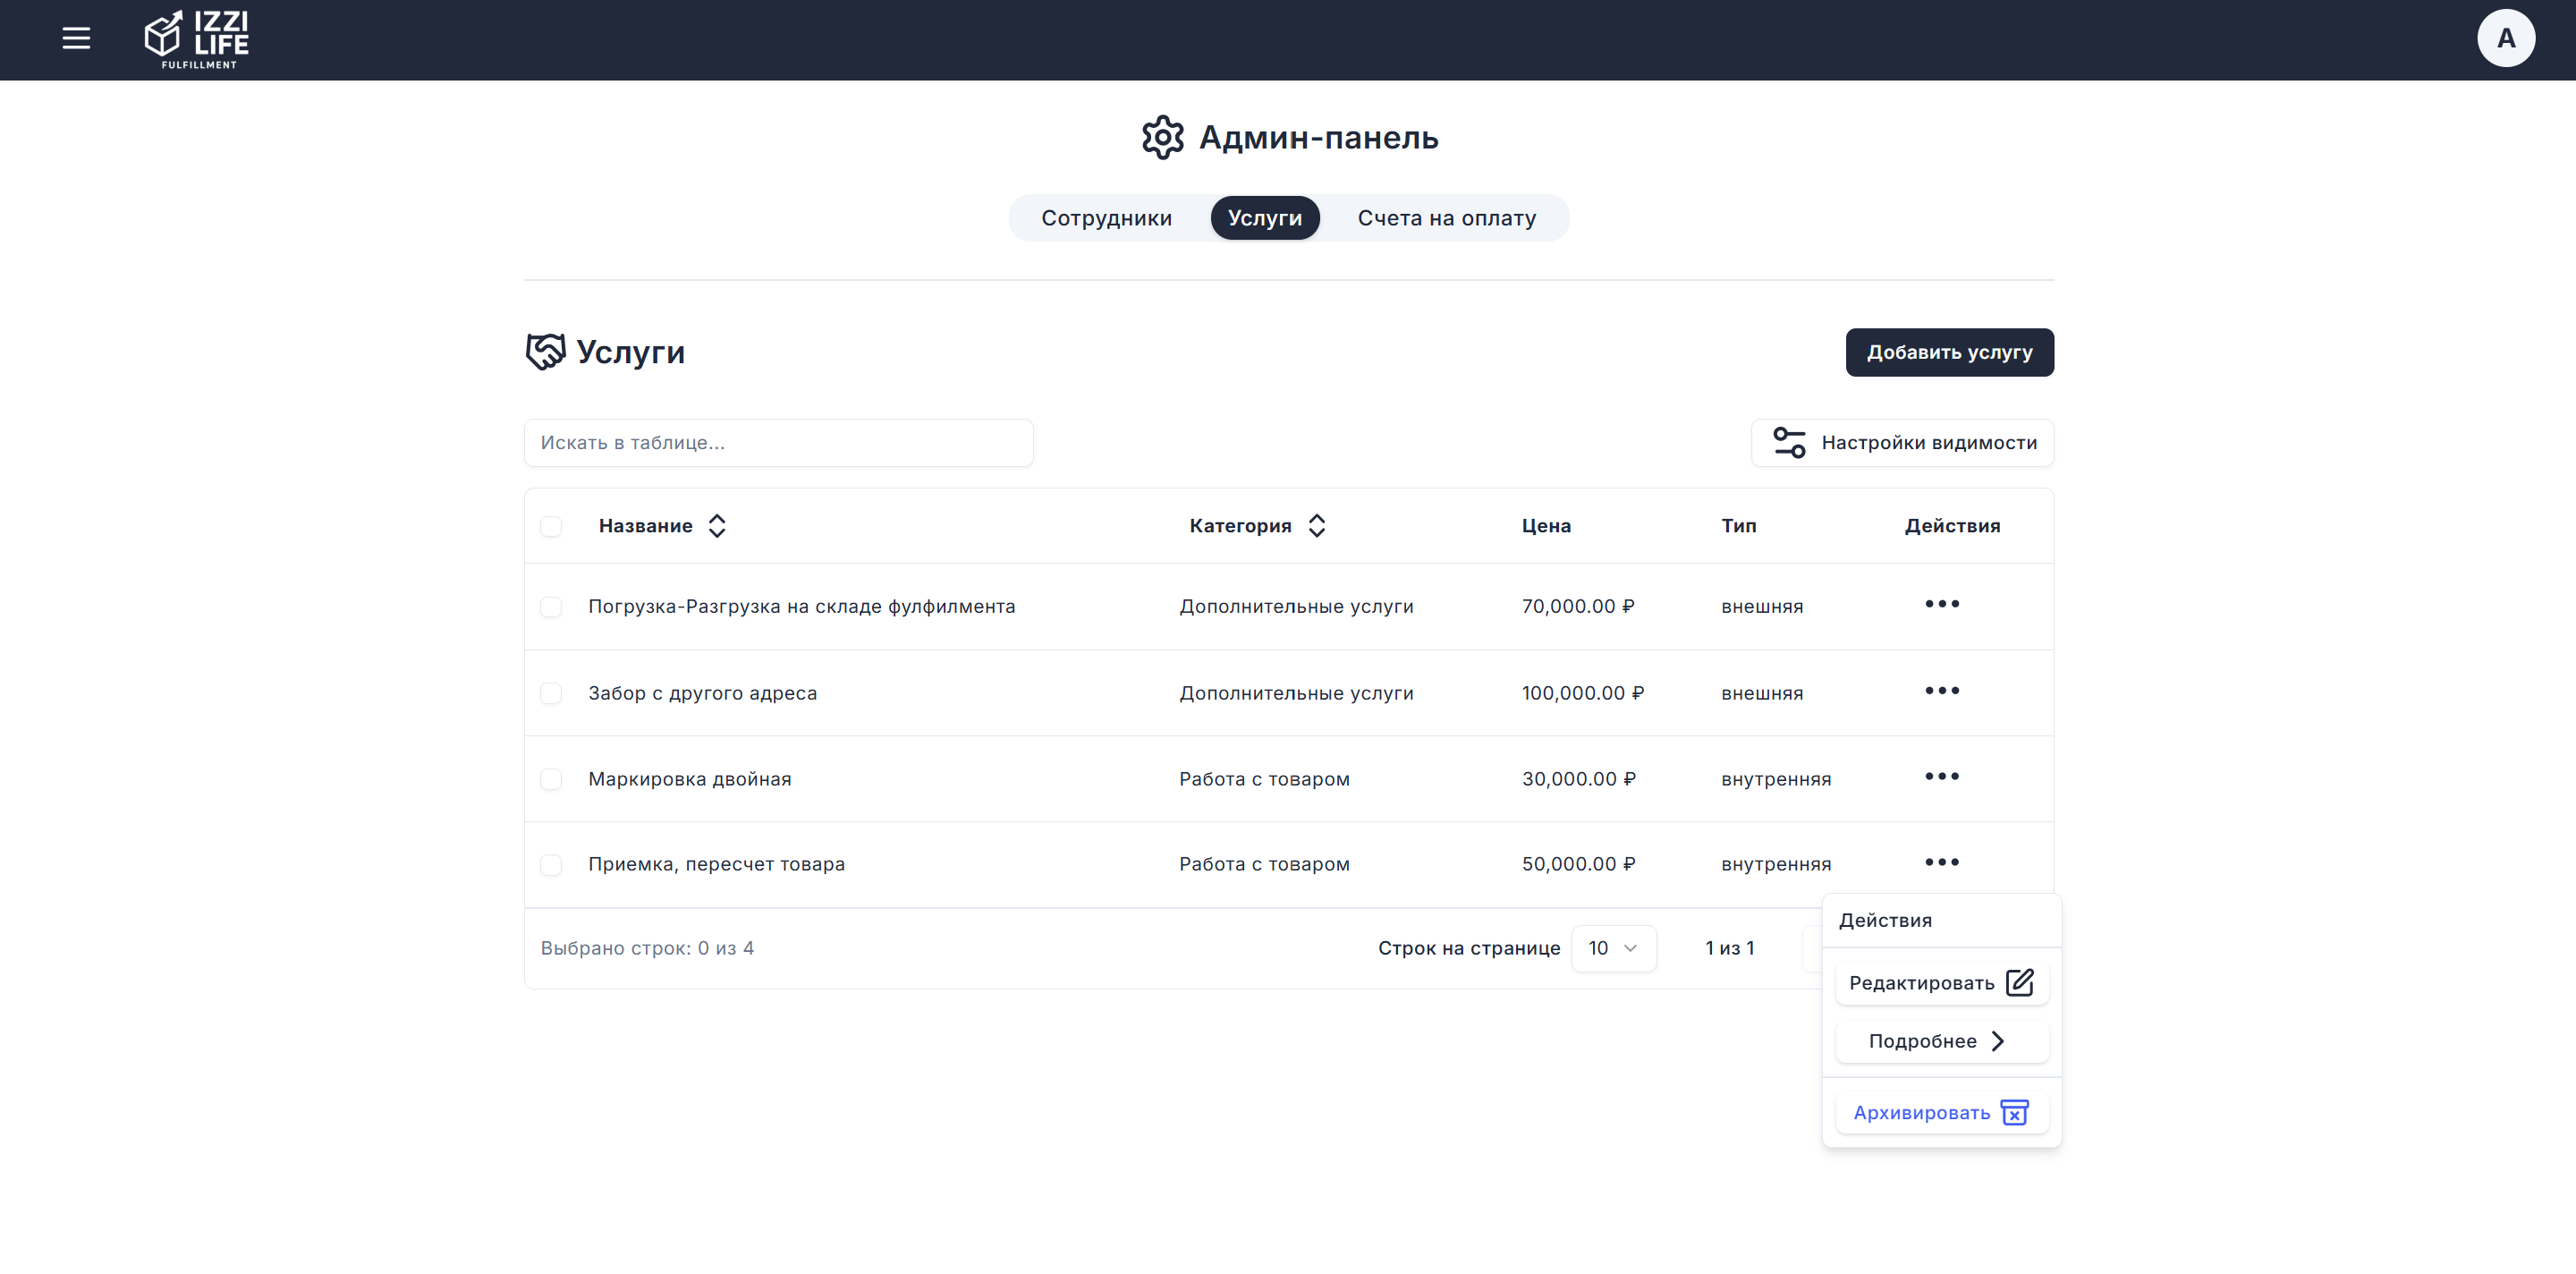 IZZI
LIFE
FULFILLMENT
A
Админ-панель
Сотрудники Услуги Счета на оплату
Услуги Добавить услугу
Искать в таблице... Настройки видимости
Название Категория Цена Тип Действия
Погрузка-Разгрузка на складе фулфилмента Дополнительные услуги 70,000.00 ₽ внешняя
Забор с другого адреса Дополнительные услуги 100,000.00 ₽ внешняя
Маркировка двойная Работа с товаром 30,000.00 ₽ внутренняя
Приемка, пересчет товара Работа с товаром 50,000.00 ₽ внутренняя
Выбрано строк: 0 из 4 Строк на странице 10 1 из 1
Действия
Редактировать
Подробнее
Архивировать